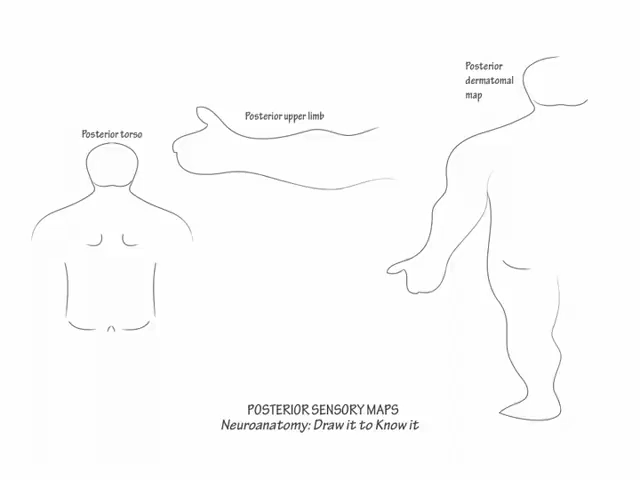 Posterior torso
Posterior upper limb
Posterior
dermatomal
map
POSTERIOR SENSORY MAPS
Neuroanatomy: Draw it to Know it